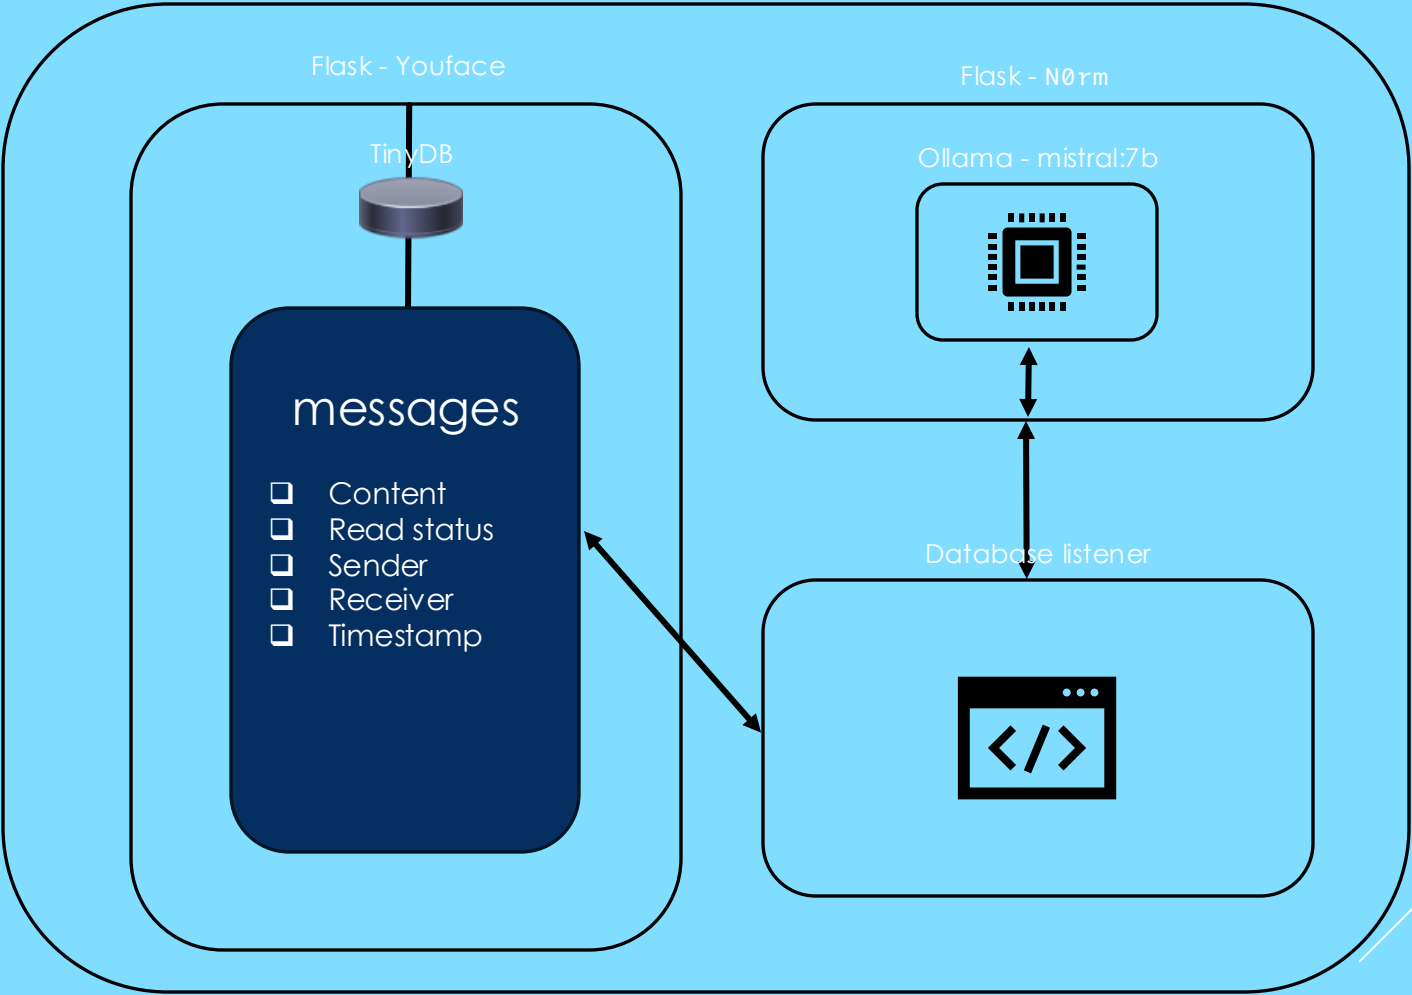 Flask - Youface
TinyDB
messages
❑ Content
❑ Read status
❑ Sender
❑ Receiver
❑ Timestamp
Flask - N0rm
Ollama - mistral:7b
Database listener
</>